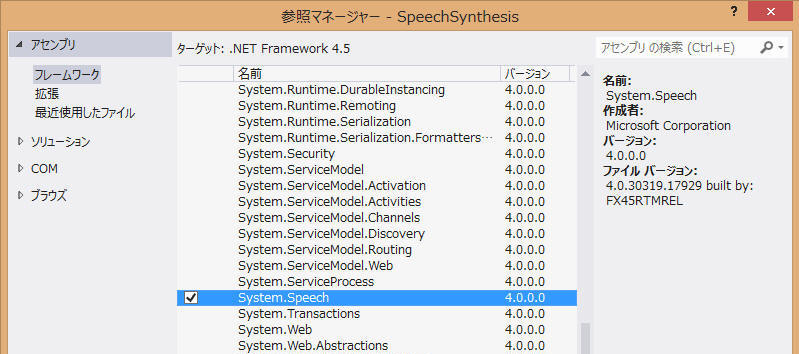 参照マネージャー - SpeechSynthesis
? ×
アセンブリ
フレームワーク
拡張
最近使用したファイル
ソリューション
COM
ブラウズ
ターゲット: .NET Framework 4.5
名前 バージョン
System.Runtime.DurableInstancing 4.0.0.0
System.Runtime.Remoting 4.0.0.0
System.Runtime.Serialization 4.0.0.0
System.Runtime.Serialization.Formatters… 4.0.0.0
System.Security 4.0.0.0
System.ServiceModel 4.0.0.0
System.ServiceModel.Activation 4.0.0.0
System.ServiceModel.Activities 4.0.0.0
System.ServiceModel.Channels 4.0.0.0
System.ServiceModel.Discovery 4.0.0.0
System.ServiceModel.Routing 4.0.0.0
System.ServiceModel.Web 4.0.0.0
System.ServiceProcess 4.0.0.0
System.Speech 4.0.0.0
System.Transactions 4.0.0.0
System.Web 4.0.0.0
System.Web.Abstractions 4.0.0.0
アセンブリ の検索 (Ctrl+E)
名前:
System.Speech
作成者:
Microsoft Corporation
バージョン:
4.0.0.0
ファイル バージョン:
4.0.30319.17929 built by:
FX45RTMREL